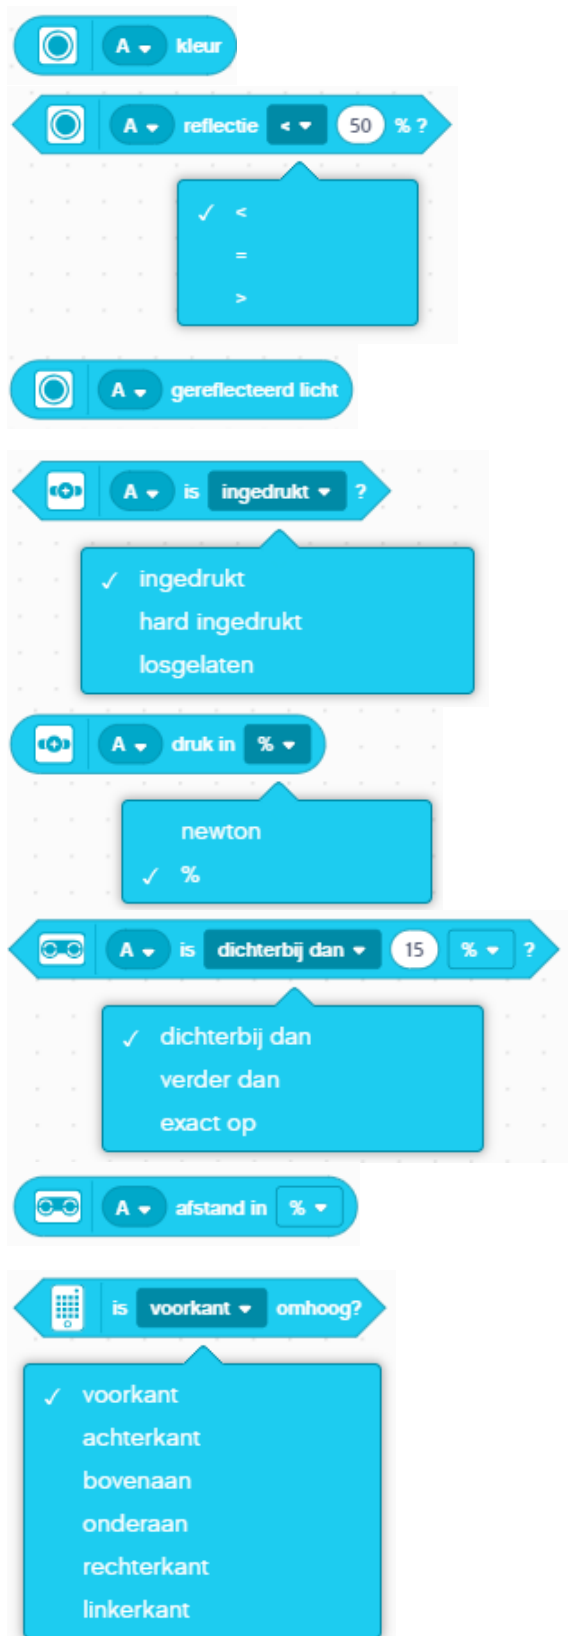 A kleur
A reflectie < 50 % ?
✓ <
=
>
A gereflecteerd licht
A is ingedrukt ?
✓ ingedrukt
hard ingedrukt
losgelaten
A druk in %
newton
✓ %
A is dichterbij dan 15 % ?
✓ dichterbij dan
verder dan
exact op
A afstand in %
is voorkant omhoog?
✓ voorkant
achterkant
bovenaan
onderaan
rechterkant
linkerkant